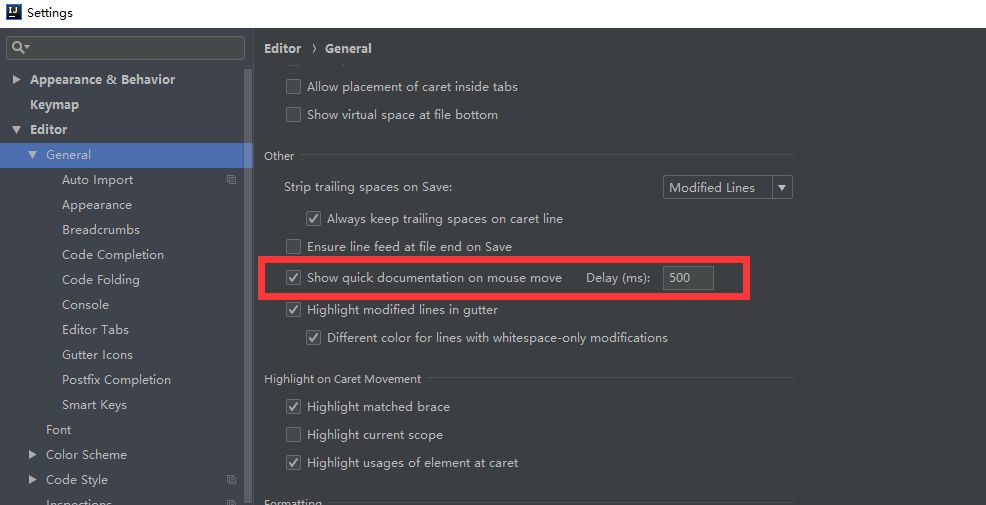 IJ
Settings
Appearance & Behavior
Keymap
Editor
General
Auto Import
Appearance
Breadcrumbs
Code Completion
Code Folding
Console
Editor Tabs
Gutter Icons
Postfix Completion
Smart Keys
Font
Color Scheme
Code Style
Inspections
Editor › General
Allow placement of caret inside tabs
Show virtual space at file bottom
Other
Strip trailing spaces on Save: Modified Lines
Always keep trailing spaces on caret line
Ensure line feed at file end on Save
Show quick documentation on mouse move Delay (ms): 500
Highlight modified lines in gutter
Different color for lines with whitespace-only modifications
Highlight on Caret Movement
Highlight matched brace
Highlight current scope
Highlight usages of element at caret
Formatting